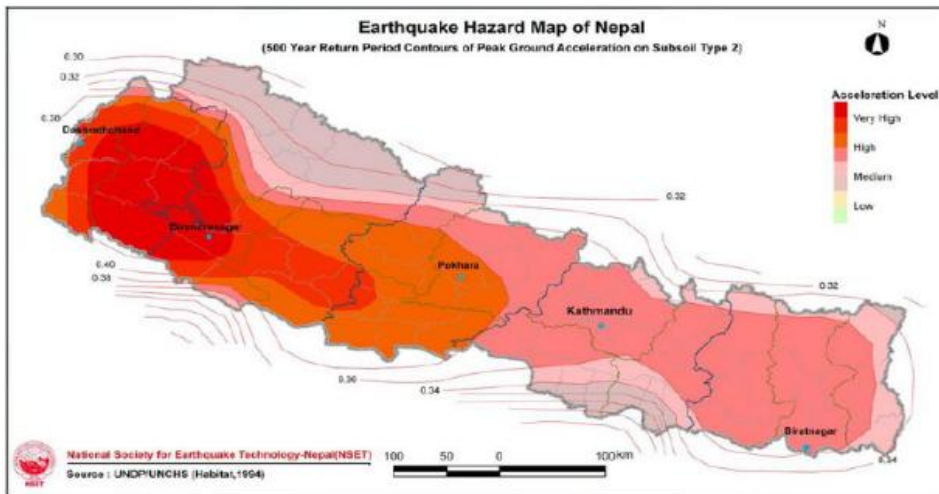 Earthquake Hazard Map of Nepal
(500 Year Return Period Contours of Peak Ground Acceleration on Subsoil Type 2)
N
0.30
0.32
Acceleration Level
Very High
High
Medium
Low
0.32
0.40
0.38
Pokhara
0.32
Kathmandu
0.36
0.34
Biratnagar
0.34
National Society for Earthquake Technology-Nepal(NSET)
Source : UNDP/UNCHS (Habitat,1994)
NSET
100
50
0
100km